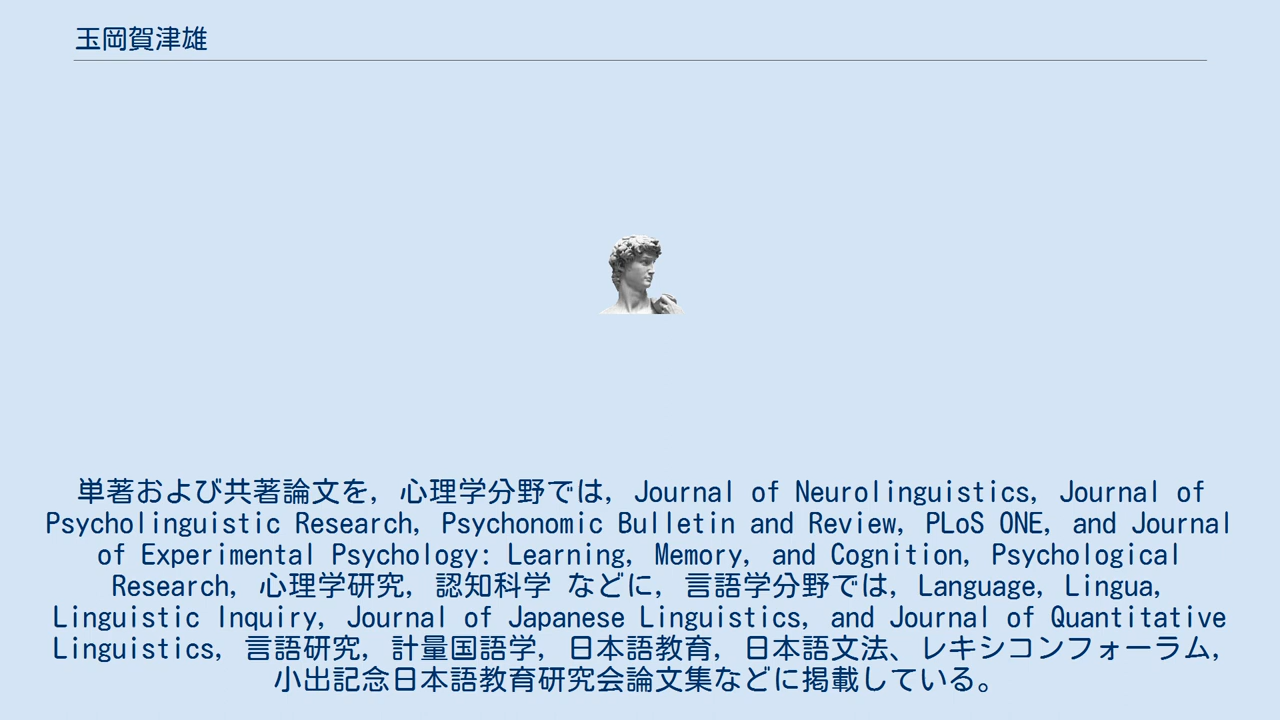 玉岡賀津雄
単著および共著論文を, 心理学分野では, Journal of Neurolinguistics, Journal of
Psycholinguistic Research, Psychonomic Bulletin and Review, PLoS ONE, and Journal
of Experimental Psychology: Learning, Memory, and Cognition, Psychological
Research, 心理学研究, 認知科学 などに, 言語学分野では, Language, Lingua,
Linguistic Inquiry, Journal of Japanese Linguistics, and Journal of Quantitative
Linguistics, 言語研究, 計量国語学, 日本語教育, 日本語文法、レキシコンフォーラム,
小出記念日本語教育研究会論文集などに掲載している。